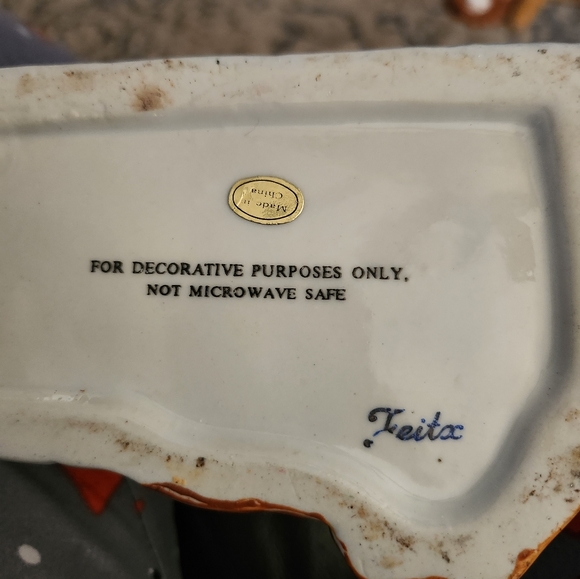 Made in
China
FOR DECORATIVE PURPOSES ONLY,
NOT MICROWAVE SAFE
Feitx